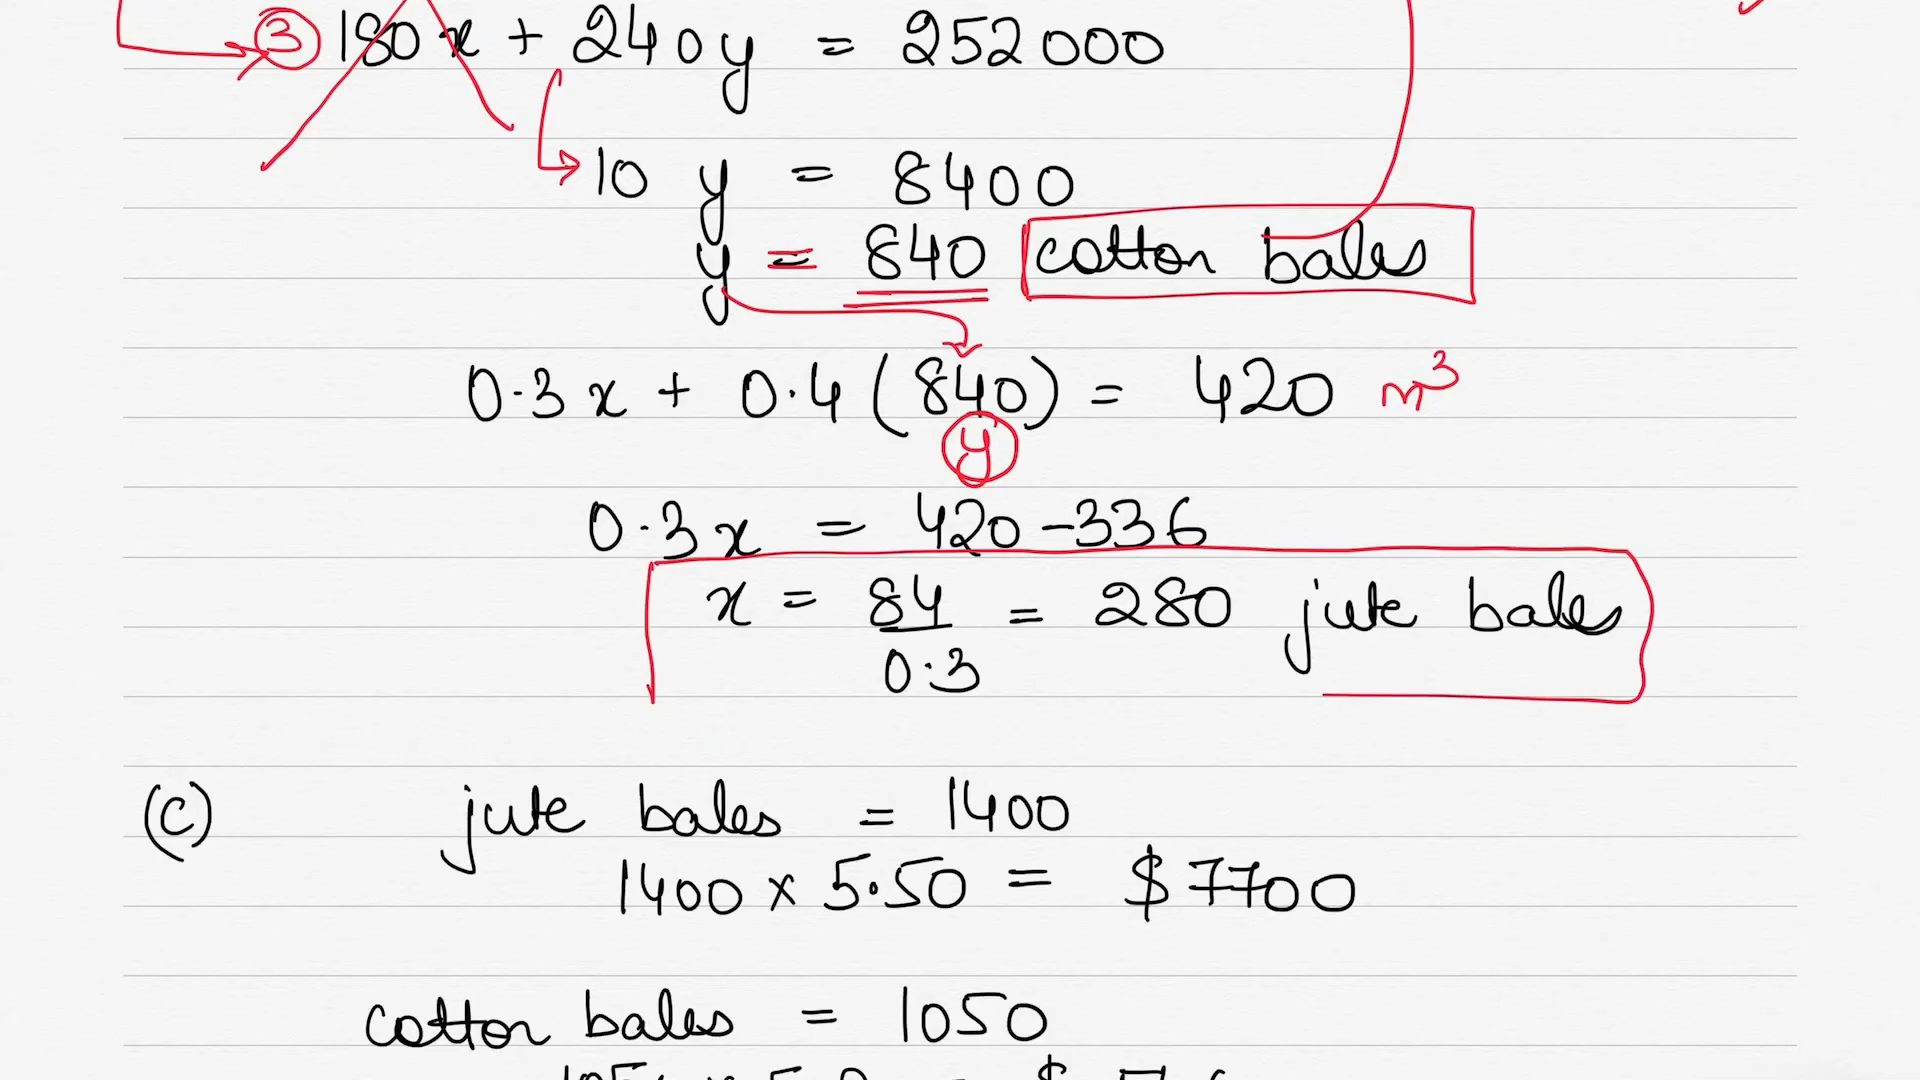 ③ 180x + 240y = 252000
10 y = 8400
y = 840 cotton bales
0.3x + 0.4 (840) = 420 m³
y
0.3x = 420 - 336
x = 84/0.3 = 280 jute bales
(c) jute bales = 1400
1400 x 5.50 = $7700
cotton bales = 1050